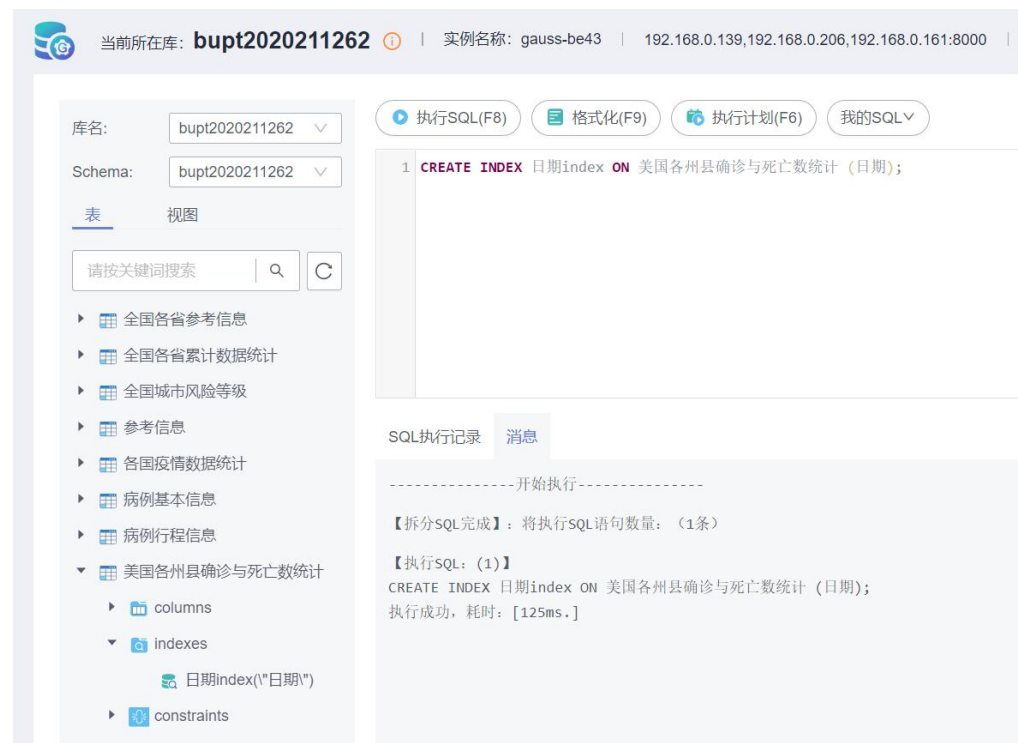 当前所在库: bupt2020211262 | 实例名称: gauss-be43 | 192.168.0.139,192.168.0.206,192.168.0.161:8000 |
库名: bupt2020211262
Schema: bupt2020211262
表 视图
请按关键词搜索
全国各省参考信息
全国各省累计数据统计
全国城市风险等级
参考信息
各国疫情数据统计
病例基本信息
病例行程信息
美国各州县确诊与死亡数统计
columns
indexes
日期index(\"日期\")
constraints
执行SQL(F8) 格式化(F9) 执行计划(F6) 我的SQL
1 CREATE INDEX 日期index ON 美国各州县确诊与死亡数统计 (日期);
SQL执行记录 消息
---------------开始执行---------------
【拆分SQL完成】: 将执行SQL语句数量: (1条)
【执行SQL: (1)】
CREATE INDEX 日期index ON 美国各州县确诊与死亡数统计 (日期);
执行成功, 耗时: [125ms.]